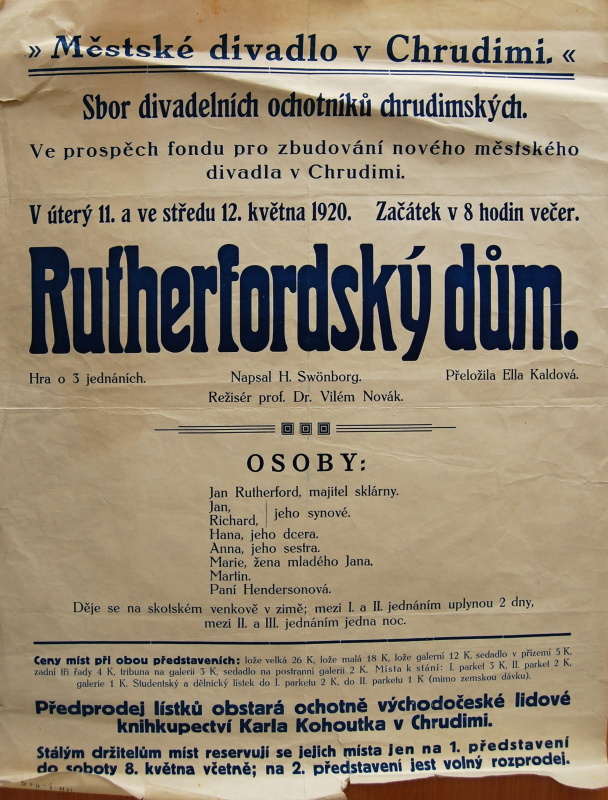 » Městské divadlo v Chrudimi. «
Sbor divadelních ochotníků chrudimských.
Ve prospěch fondu pro zbudování nového městského
divadla v Chrudimi.
V úterý 11. a ve středu 12. května 1920. Začátek v 8 hodin večer.
Rutherfordský dům.
Hra o 3 jednáních. Napsal H. Swönborg. Přeložila Ella Kaldová.
Režisér prof. Dr. Vilém Novák.
OSOBY:
Jan Rutherford, majitel sklárny.
Jan,
Richard, jeho synové.
Hana, jeho dcera.
Anna, jeho sestra.
Marie, žena mladého Jana.
Martin.
Paní Hendersonová.
Děje se na skotském venkově v zimě; mezi I. a II. jednáním uplynou 2 dny,
mezi II. a III. jednáním jedna noc.
Ceny míst při obou představeních: lože velká 26 K, lože malá 18 K, lože galerní 12 K, sedadlo v přízemí 5 K,
zadní tři řady 4 K, tribuna na galerii 3 K, sedadlo na postranní galerii 2 K. Místa k stání: I. parket 3 K, II. parket 2 K,
galerie 1 K. Studentský a dělnický lístek do I. parketu 2 K, do II. parketu 1 K (mimo zemskou dávku).
Předprodej lístků obstará ochotně východočeské lidové
knihkupectví Karla Kohoutka v Chrudimi.
Stálým držitelům míst reservují se jejich místa jen na 1. představení
do soboty 8. května včetně; na 2. představení jest volný rozprodej.